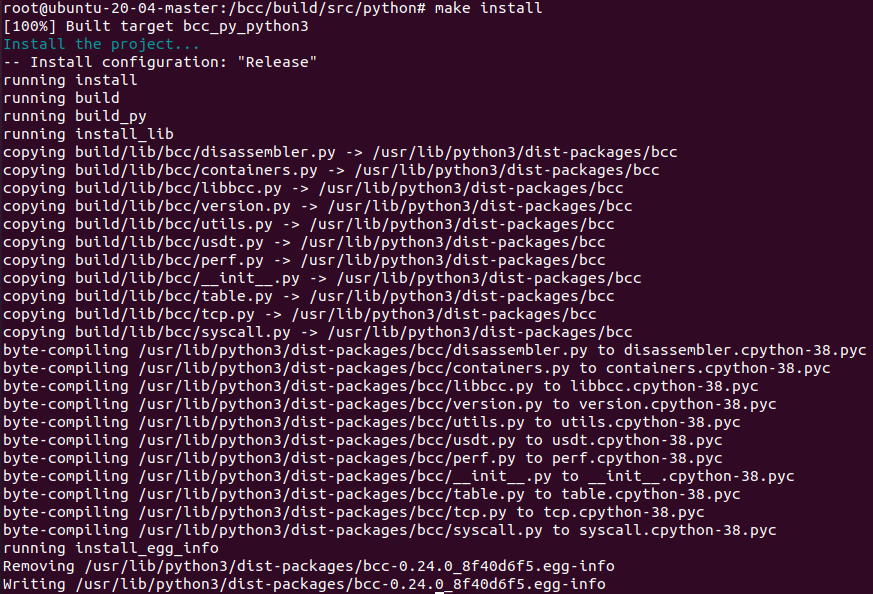 root@ubuntu-20-04-master:/bcc/build/src/python# make install
[100%] Built target bcc_py_python3
Install the project...
-- Install configuration: "Release"
running install
running build
running build_py
running install_lib
copying build/lib/bcc/disassembler.py -> /usr/lib/python3/dist-packages/bcc
copying build/lib/bcc/containers.py -> /usr/lib/python3/dist-packages/bcc
copying build/lib/bcc/libbcc.py -> /usr/lib/python3/dist-packages/bcc
copying build/lib/bcc/version.py -> /usr/lib/python3/dist-packages/bcc
copying build/lib/bcc/utils.py -> /usr/lib/python3/dist-packages/bcc
copying build/lib/bcc/usdt.py -> /usr/lib/python3/dist-packages/bcc
copying build/lib/bcc/perf.py -> /usr/lib/python3/dist-packages/bcc
copying build/lib/bcc/__init__.py -> /usr/lib/python3/dist-packages/bcc
copying build/lib/bcc/table.py -> /usr/lib/python3/dist-packages/bcc
copying build/lib/bcc/tcp.py -> /usr/lib/python3/dist-packages/bcc
copying build/lib/bcc/syscall.py -> /usr/lib/python3/dist-packages/bcc
byte-compiling /usr/lib/python3/dist-packages/bcc/disassembler.py to disassembler.cpython-38.pyc
byte-compiling /usr/lib/python3/dist-packages/bcc/containers.py to containers.cpython-38.pyc
byte-compiling /usr/lib/python3/dist-packages/bcc/libbcc.py to libbcc.cpython-38.pyc
byte-compiling /usr/lib/python3/dist-packages/bcc/version.py to version.cpython-38.pyc
byte-compiling /usr/lib/python3/dist-packages/bcc/utils.py to utils.cpython-38.pyc
byte-compiling /usr/lib/python3/dist-packages/bcc/usdt.py to usdt.cpython-38.pyc
byte-compiling /usr/lib/python3/dist-packages/bcc/perf.py to perf.cpython-38.pyc
byte-compiling /usr/lib/python3/dist-packages/bcc/__init__.py to __init__.cpython-38.pyc
byte-compiling /usr/lib/python3/dist-packages/bcc/table.py to table.cpython-38.pyc
byte-compiling /usr/lib/python3/dist-packages/bcc/tcp.py to tcp.cpython-38.pyc
byte-compiling /usr/lib/python3/dist-packages/bcc/syscall.py to syscall.cpython-38.pyc
running install_egg_info
Removing /usr/lib/python3/dist-packages/bcc-0.24.0_8f40d6f5.egg-info
Writing /usr/lib/python3/dist-packages/bcc-0.24.0_8f40d6f5.egg-info